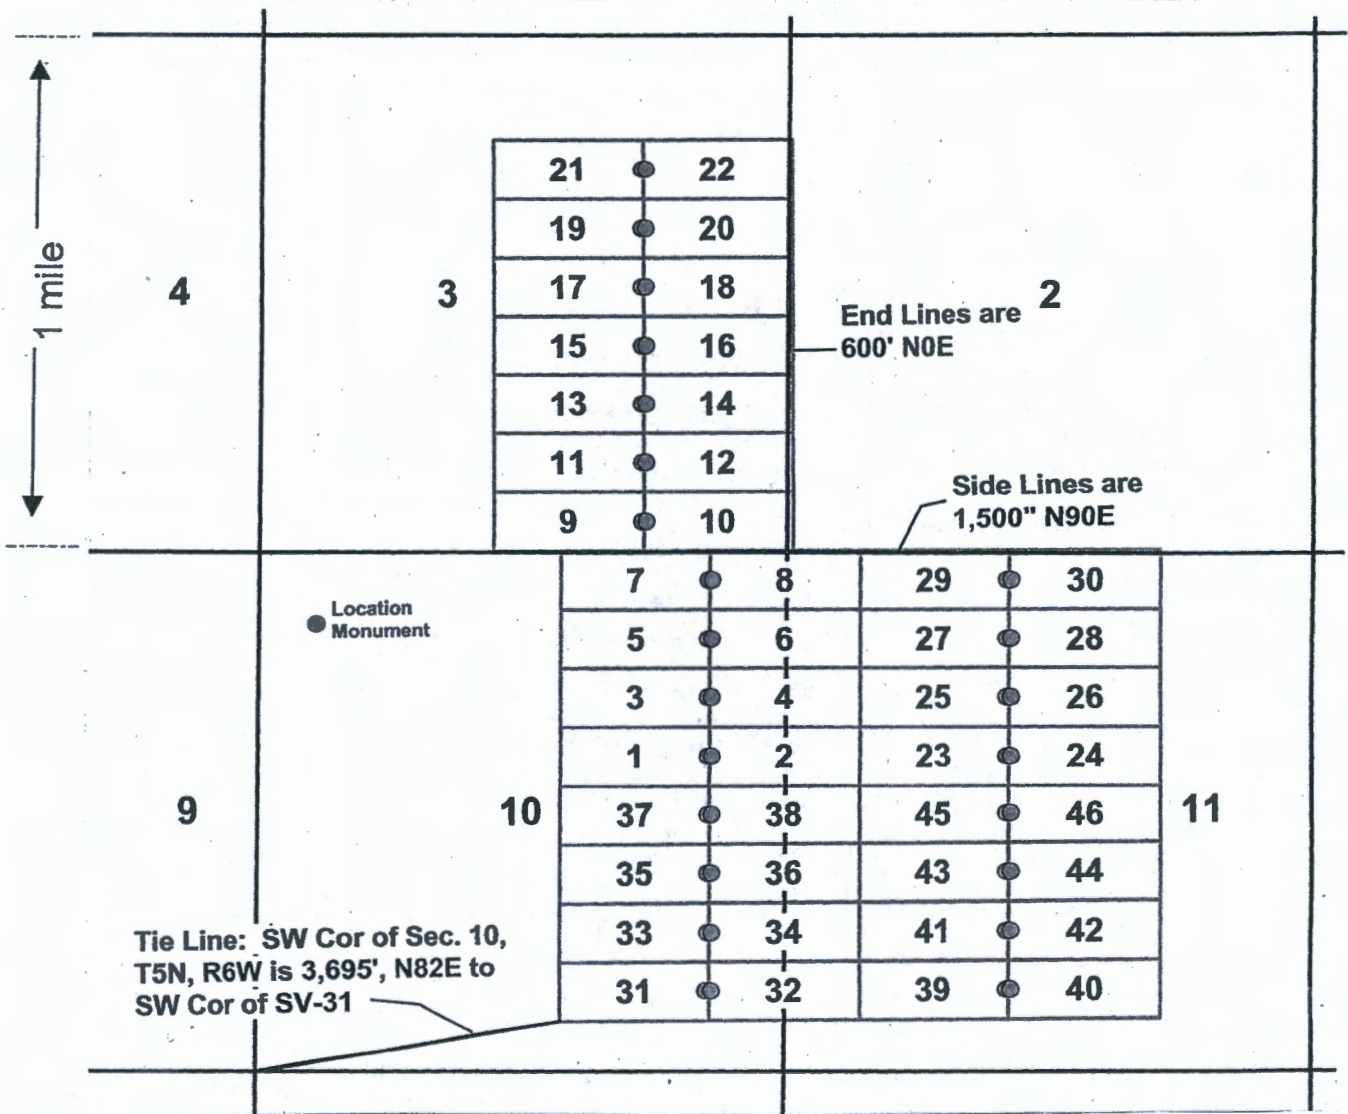 21 22
19 20
1 mile
4
3
17 18
2
End Lines are
600' N0E
15 16
13 14
11 12
Side Lines are
1,500" N90E
9 10
7 8 29 30
Location
Monument
5 6 27 28
3 4 25 26
1 2 23 24
9
10
37 38 45 46
11
35 36 43 44
33 34 41 42
Tie Line: SW Cor of Sec. 10,
T5N, R6W is 3,695', N82E to
SW Cor of SV-31
31 32 39 40